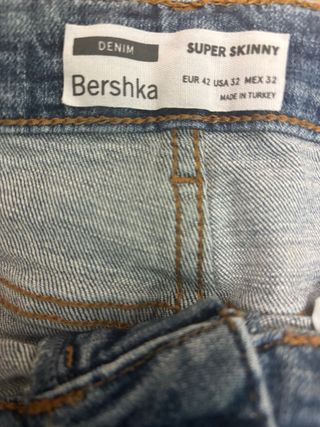 DENIM
SUPER SKINNY
Bershka
EUR 42 USA 32 MEX 32
MADE IN TURKEY